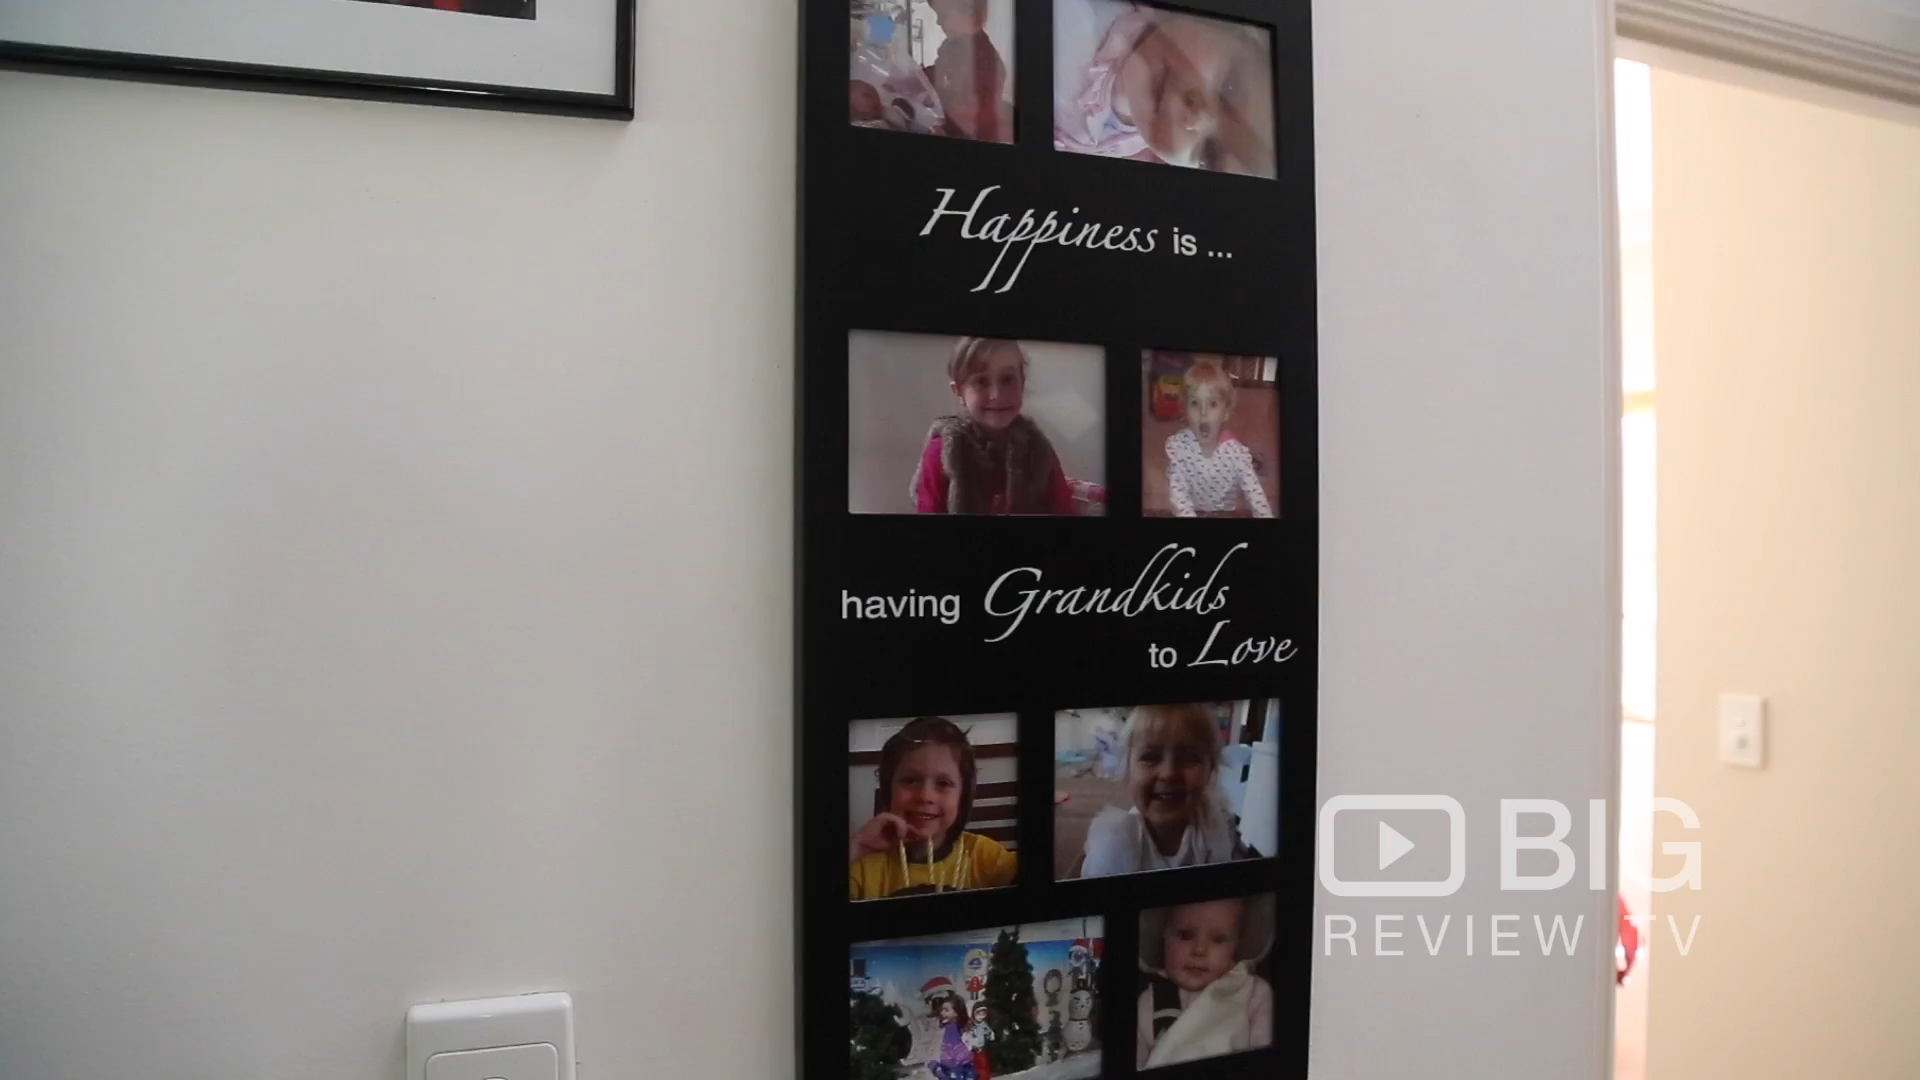 Happiness is ...
having Grandkids
to Love
BIG
REVIEW TV